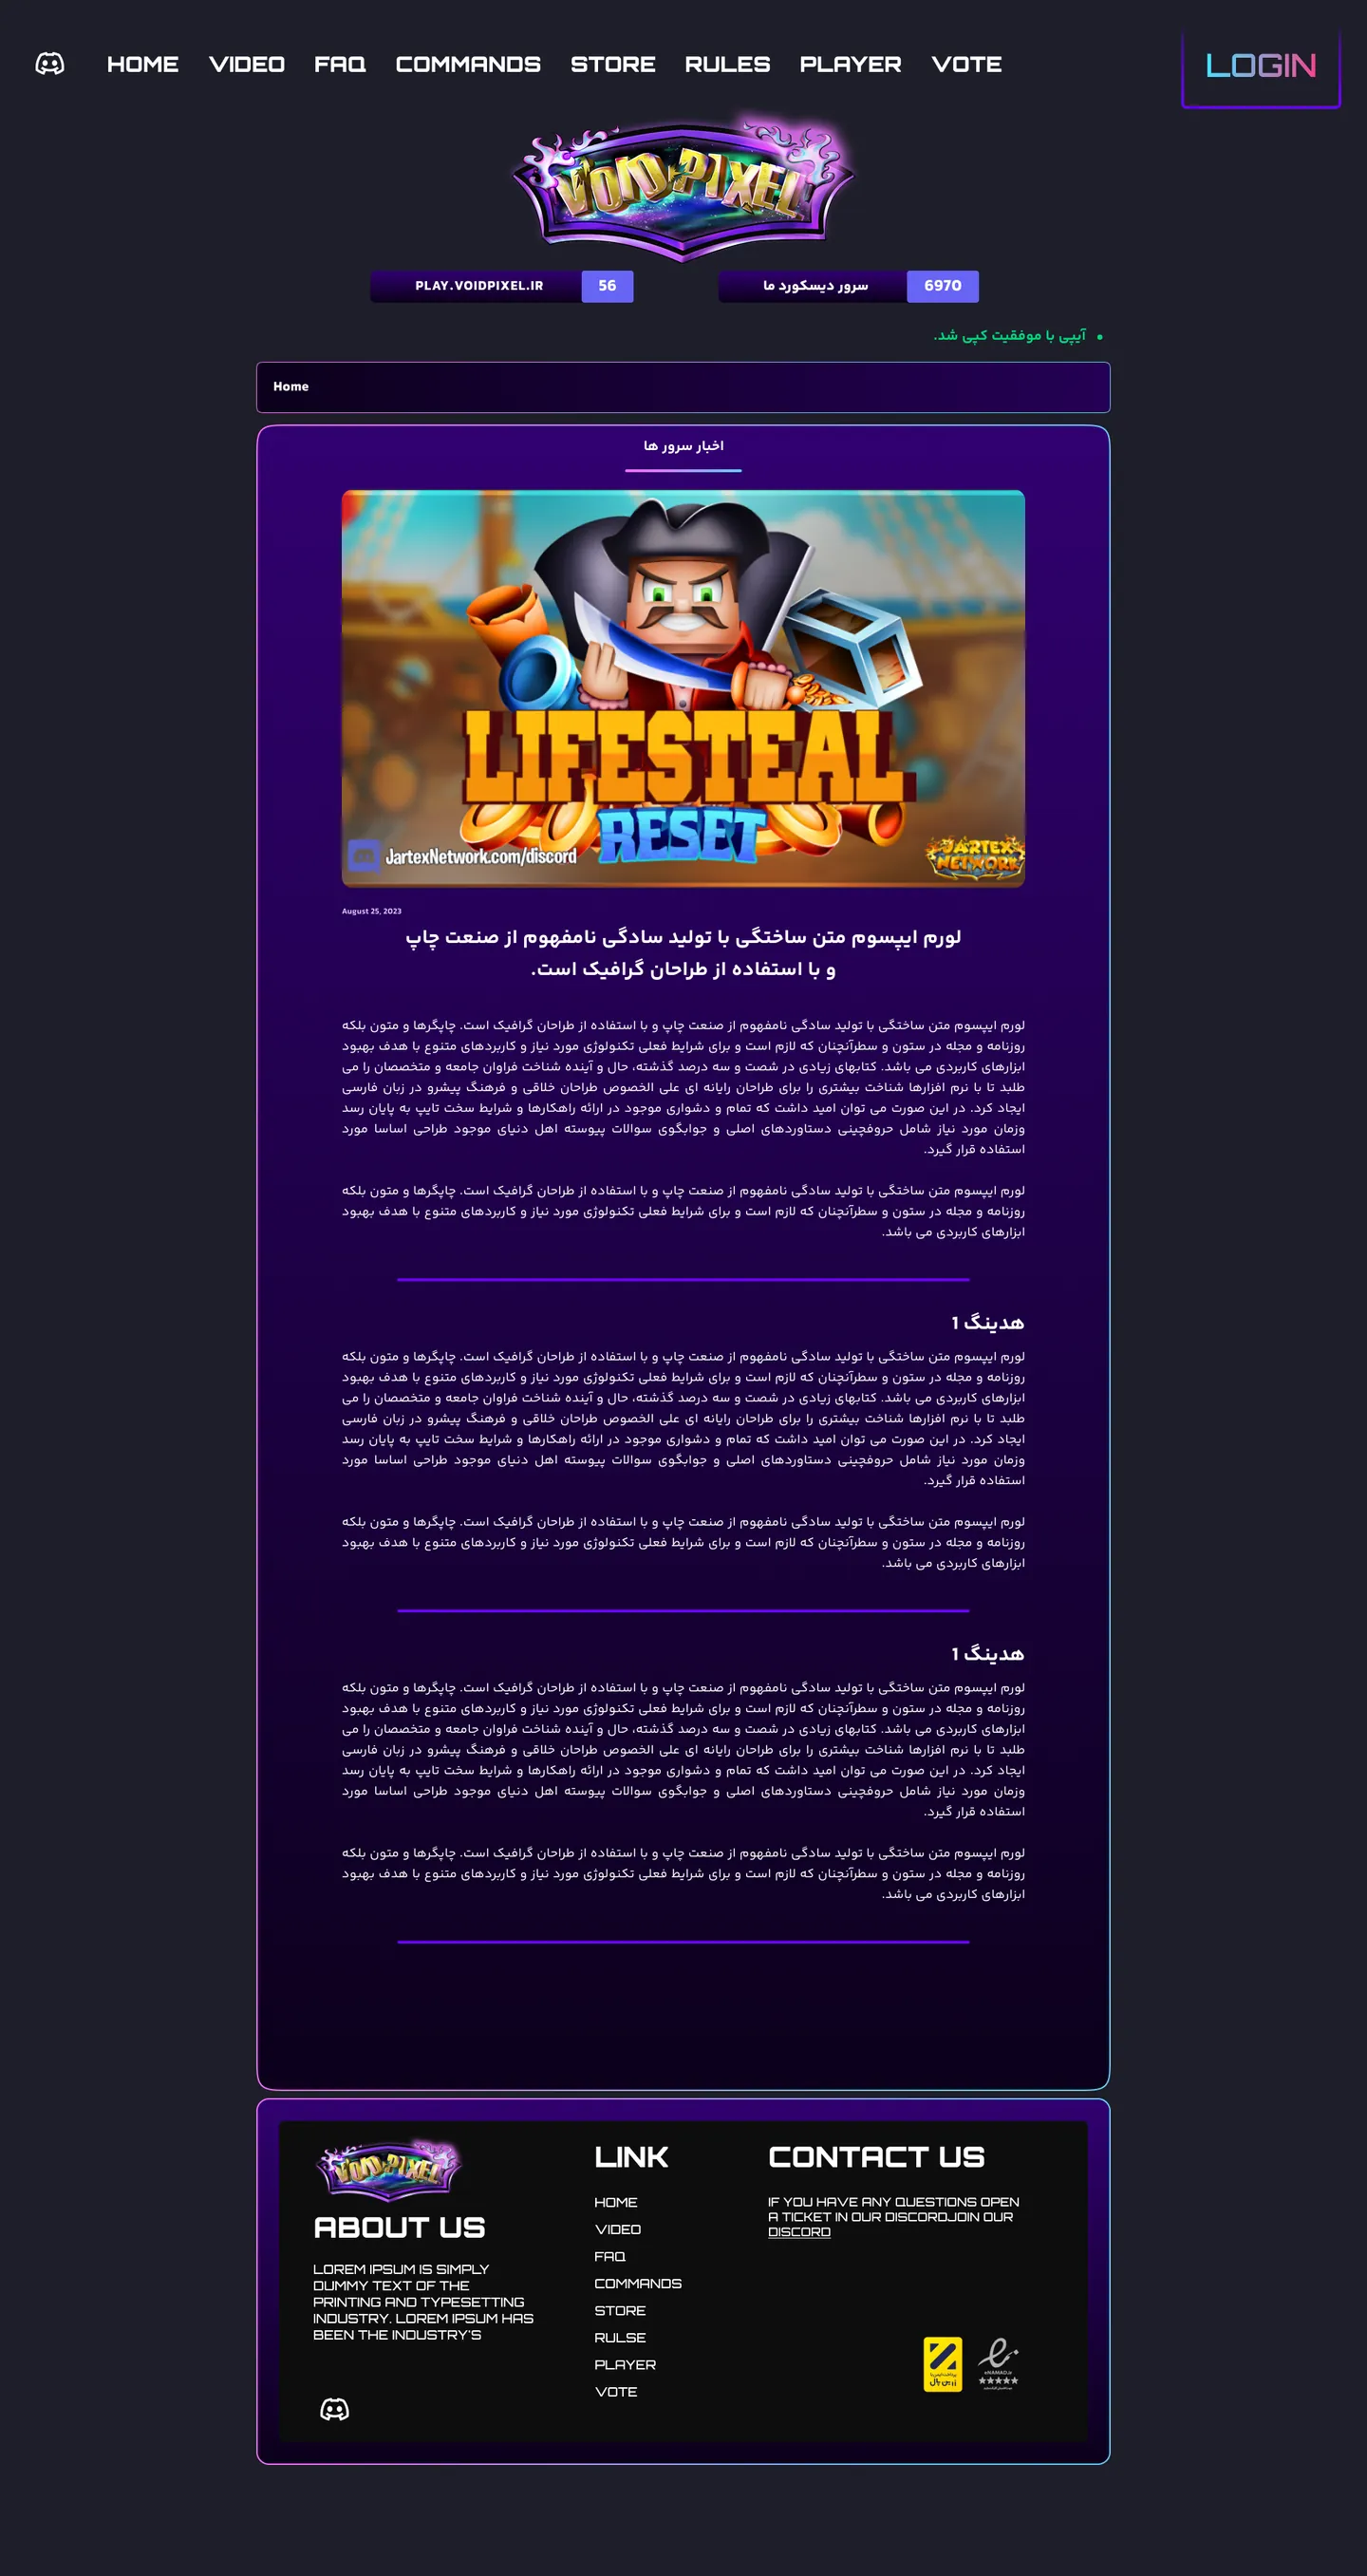 HOME VIDEO FAQ COMMANDS STORE RULES PLAYER VOTE
LOGIN
VOID PIXEL
PLAY.VOIDPIXEL.IR 56
سرور دیسکورد ما 6970
آیپی با موفقیت کپی شد.
Home
اخبار سرور ها
LIFESTEAL
RESET
JartexNetwork.com/discord
JARTEX
NETWORK
August 25, 2023
لورم ایپسوم متن ساختگی با تولید سادگی نامفهوم از صنعت چاپ
و با استفاده از طراحان گرافیک است.
لورم ایپسوم متن ساختگی با تولید سادگی نامفهوم از صنعت چاپ و با استفاده از طراحان گرافیک است. چاپگرها و متون بلکه
روزنامه و مجله در ستون و سطرآنچنان که لازم است و برای شرایط فعلی تکنولوژی مورد نیاز و کاربردهای متنوع با هدف بهبود
ابزارهای کاربردی می باشد. کتابهای زیادی در شصت و سه درصد گذشته، حال و آینده شناخت فراوان جامعه و متخصصان را می
طلبد تا با نرم افزارها شناخت بیشتری را برای طراحان رایانه ای علی الخصوص طراحان خلاقی و فرهنگ پیشرو در زبان فارسی
ایجاد کرد. در این صورت می توان امید داشت که تمام و دشواری موجود در ارائه راهکارها و شرایط سخت تایپ به پایان رسد
وزمان مورد نیاز شامل حروفچینی دستاوردهای اصلی و جوابگوی سوالات پیوسته اهل دنیای موجود طراحی اساسا مورد
استفاده قرار گیرد.
لورم ایپسوم متن ساختگی با تولید سادگی نامفهوم از صنعت چاپ و با استفاده از طراحان گرافیک است. چاپگرها و متون بلکه
روزنامه و مجله در ستون و سطرآنچنان که لازم است و برای شرایط فعلی تکنولوژی مورد نیاز و کاربردهای متنوع با هدف بهبود
ابزارهای کاربردی می باشد.
هدینگ 1
لورم ایپسوم متن ساختگی با تولید سادگی نامفهوم از صنعت چاپ و با استفاده از طراحان گرافیک است. چاپگرها و متون بلکه
روزنامه و مجله در ستون و سطرآنچنان که لازم است و برای شرایط فعلی تکنولوژی مورد نیاز و کاربردهای متنوع با هدف بهبود
ابزارهای کاربردی می باشد. کتابهای زیادی در شصت و سه درصد گذشته، حال و آینده شناخت فراوان جامعه و متخصصان را می
طلبد تا با نرم افزارها شناخت بیشتری را برای طراحان رایانه ای علی الخصوص طراحان خلاقی و فرهنگ پیشرو در زبان فارسی
ایجاد کرد. در این صورت می توان امید داشت که تمام و دشواری موجود در ارائه راهکارها و شرایط سخت تایپ به پایان رسد
وزمان مورد نیاز شامل حروفچینی دستاوردهای اصلی و جوابگوی سوالات پیوسته اهل دنیای موجود طراحی اساسا مورد
استفاده قرار گیرد.
لورم ایپسوم متن ساختگی با تولید سادگی نامفهوم از صنعت چاپ و با استفاده از طراحان گرافیک است. چاپگرها و متون بلکه
روزنامه و مجله در ستون و سطرآنچنان که لازم است و برای شرایط فعلی تکنولوژی مورد نیاز و کاربردهای متنوع با هدف بهبود
ابزارهای کاربردی می باشد.
هدینگ 1
لورم ایپسوم متن ساختگی با تولید سادگی نامفهوم از صنعت چاپ و با استفاده از طراحان گرافیک است. چاپگرها و متون بلکه
روزنامه و مجله در ستون و سطرآنچنان که لازم است و برای شرایط فعلی تکنولوژی مورد نیاز و کاربردهای متنوع با هدف بهبود
ابزارهای کاربردی می باشد. کتابهای زیادی در شصت و سه درصد گذشته، حال و آینده شناخت فراوان جامعه و متخصصان را می
طلبد تا با نرم افزارها شناخت بیشتری را برای طراحان رایانه ای علی الخصوص طراحان خلاقی و فرهنگ پیشرو در زبان فارسی
ایجاد کرد. در این صورت می توان امید داشت که تمام و دشواری موجود در ارائه راهکارها و شرایط سخت تایپ به پایان رسد
وزمان مورد نیاز شامل حروفچینی دستاوردهای اصلی و جوابگوی سوالات پیوسته اهل دنیای موجود طراحی اساسا مورد
استفاده قرار گیرد.
لورم ایپسوم متن ساختگی با تولید سادگی نامفهوم از صنعت چاپ و با استفاده از طراحان گرافیک است. چاپگرها و متون بلکه
روزنامه و مجله در ستون و سطرآنچنان که لازم است و برای شرایط فعلی تکنولوژی مورد نیاز و کاربردهای متنوع با هدف بهبود
ابزارهای کاربردی می باشد.
VOID PIXEL
ABOUT US
LOREM IPSUM IS SIMPLY
DUMMY TEXT OF THE
PRINTING AND TYPESETTING
INDUSTRY. LOREM IPSUM HAS
BEEN THE INDUSTRY'S
LINK
HOME
VIDEO
FAQ
COMMANDS
STORE
RULSE
PLAYER
VOTE
CONTACT US
IF YOU HAVE ANY QUESTIONS OPEN
A TICKET IN OUR DISCORDJOIN OUR
DISCORD
زرین پال
eNAMAD.ir